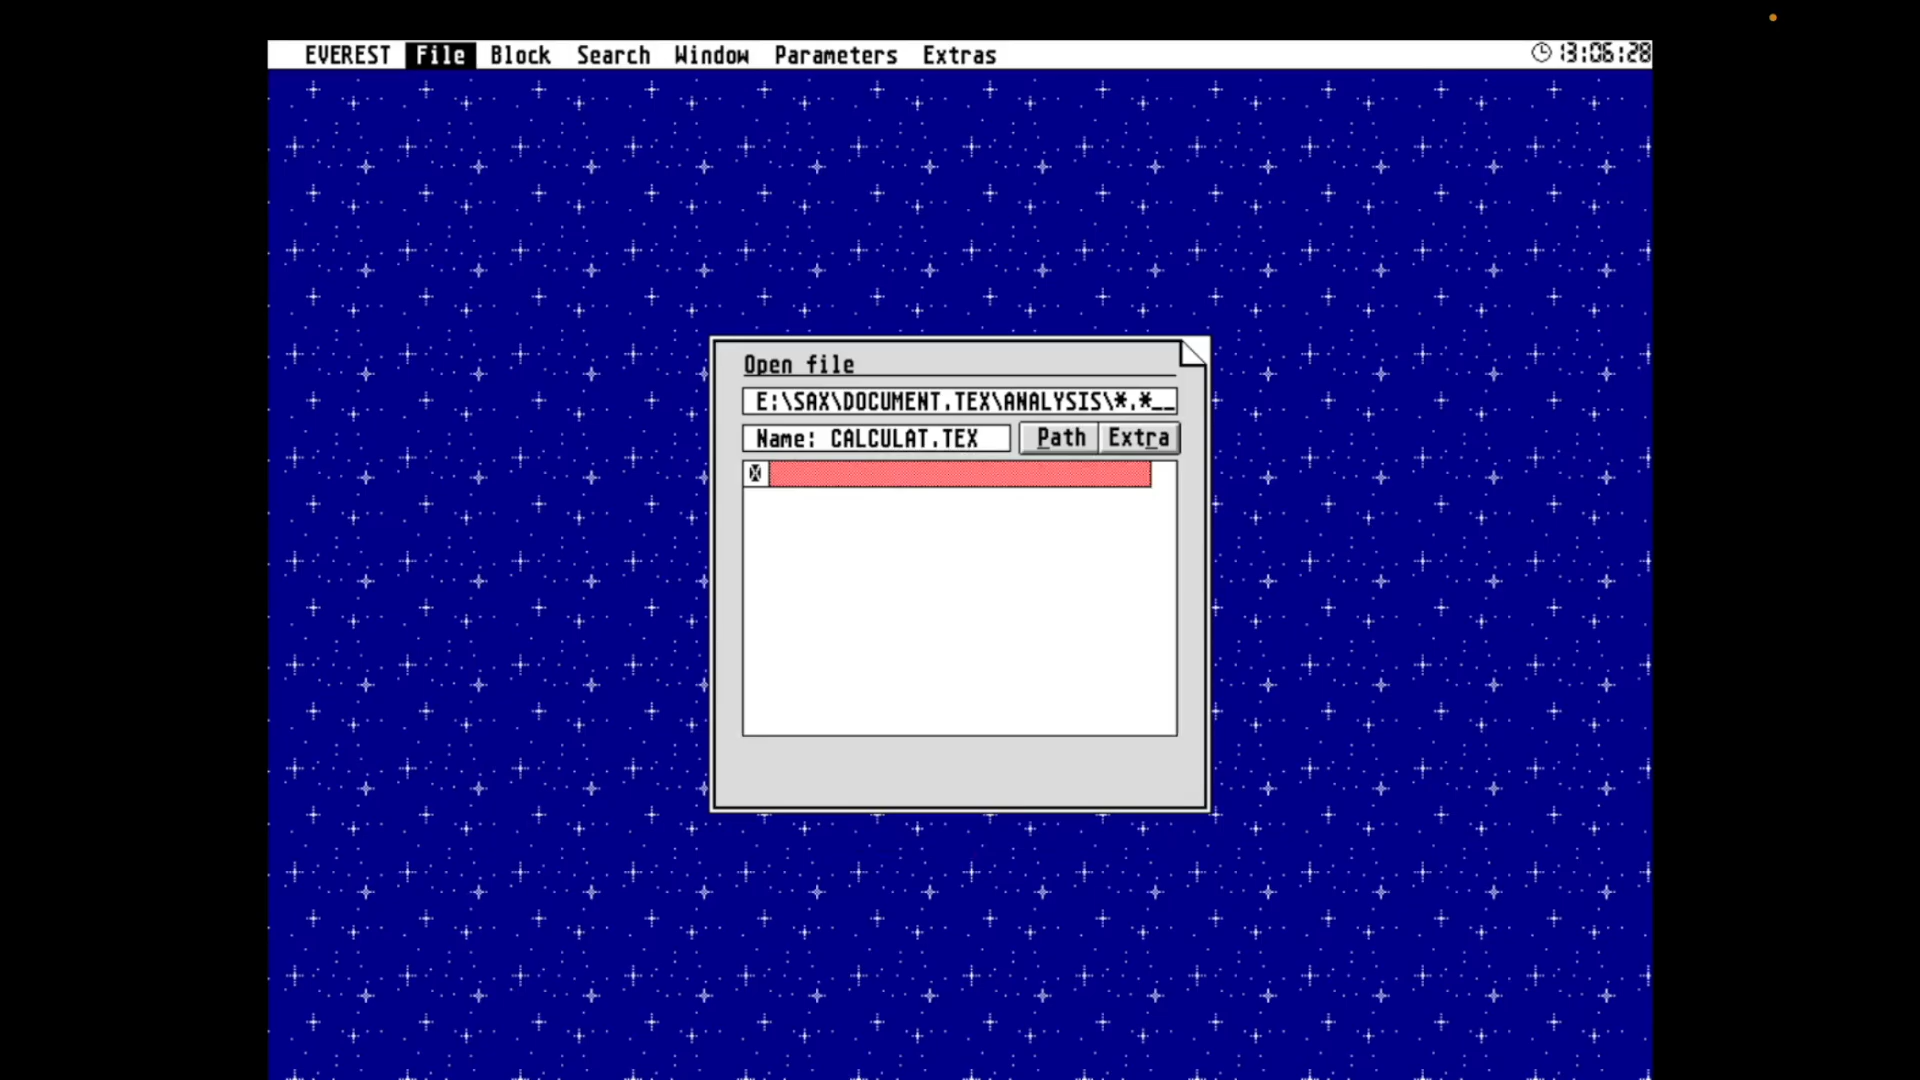 EVEREST File Block Search Window Parameters Extras 13:06:28
Open file
E:\SAX\DOCUMENT.TEX\ANALYSIS\*.*__
Name: CALCULAT.TEX Path Extra